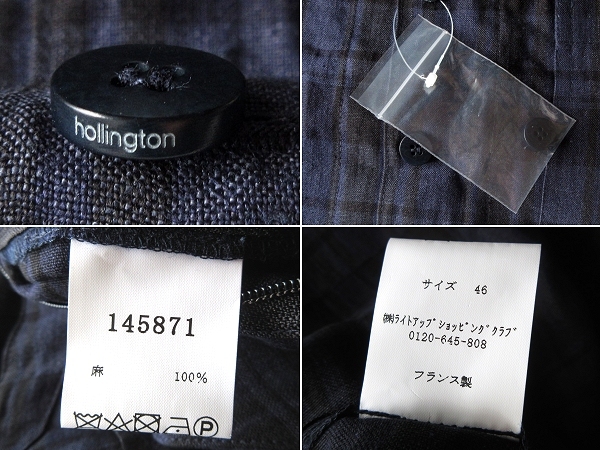 hollington
145871
麻 100%
P
サイズ 46
㈱ライトアップショッピングクラブ
0120-645-808
フランス製